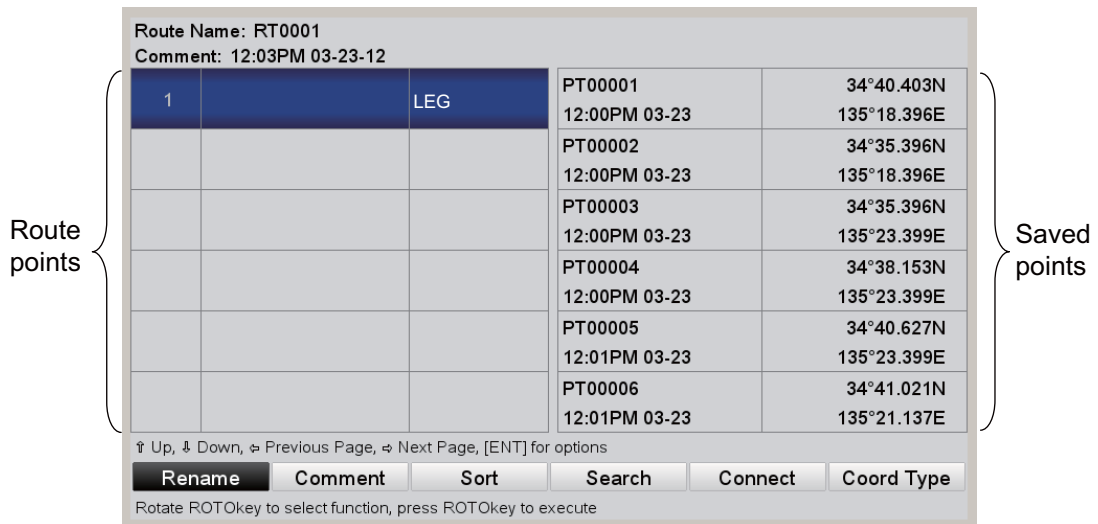 Route Name: RT0001
Comment: 12:03PM 03-23-12
Route
points
1 LEG
PT00001 34°40.403N
12:00PM 03-23 135°18.396E
PT00002 34°35.396N
12:00PM 03-23 135°18.396E
PT00003 34°35.396N
12:00PM 03-23 135°23.399E
PT00004 34°38.153N
12:00PM 03-23 135°23.399E
PT00005 34°40.627N
12:01PM 03-23 135°23.399E
PT00006 34°41.021N
12:01PM 03-23 135°21.137E
Saved
points
⇧ Up, ⇩ Down, ⇦ Previous Page, ⇨ Next Page, [ENT] for options
Rename Comment Sort Search Connect Coord Type
Rotate ROTOkey to select function, press ROTOkey to execute